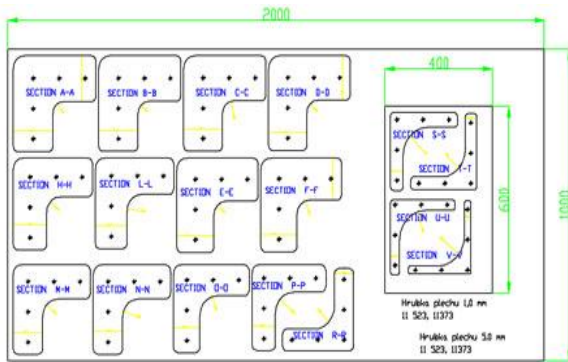 2000
400
SECTION A-A
SECTION B-B
SECTION C-C
SECTION D-D
SECTION S-S
SECTION T-T
600
1000
SECTION H-H
SECTION L-L
SECTION E-E
SECTION F-F
SECTION U-U
SECTION V-V
SECTION M-M
SECTION N-N
SECTION O-O
SECTION P-P
SECTION R-R
Hrubka plechu 1,0 mm
11 523, 11373
Hrubka plechu 5.0 mm
11 523, 11373